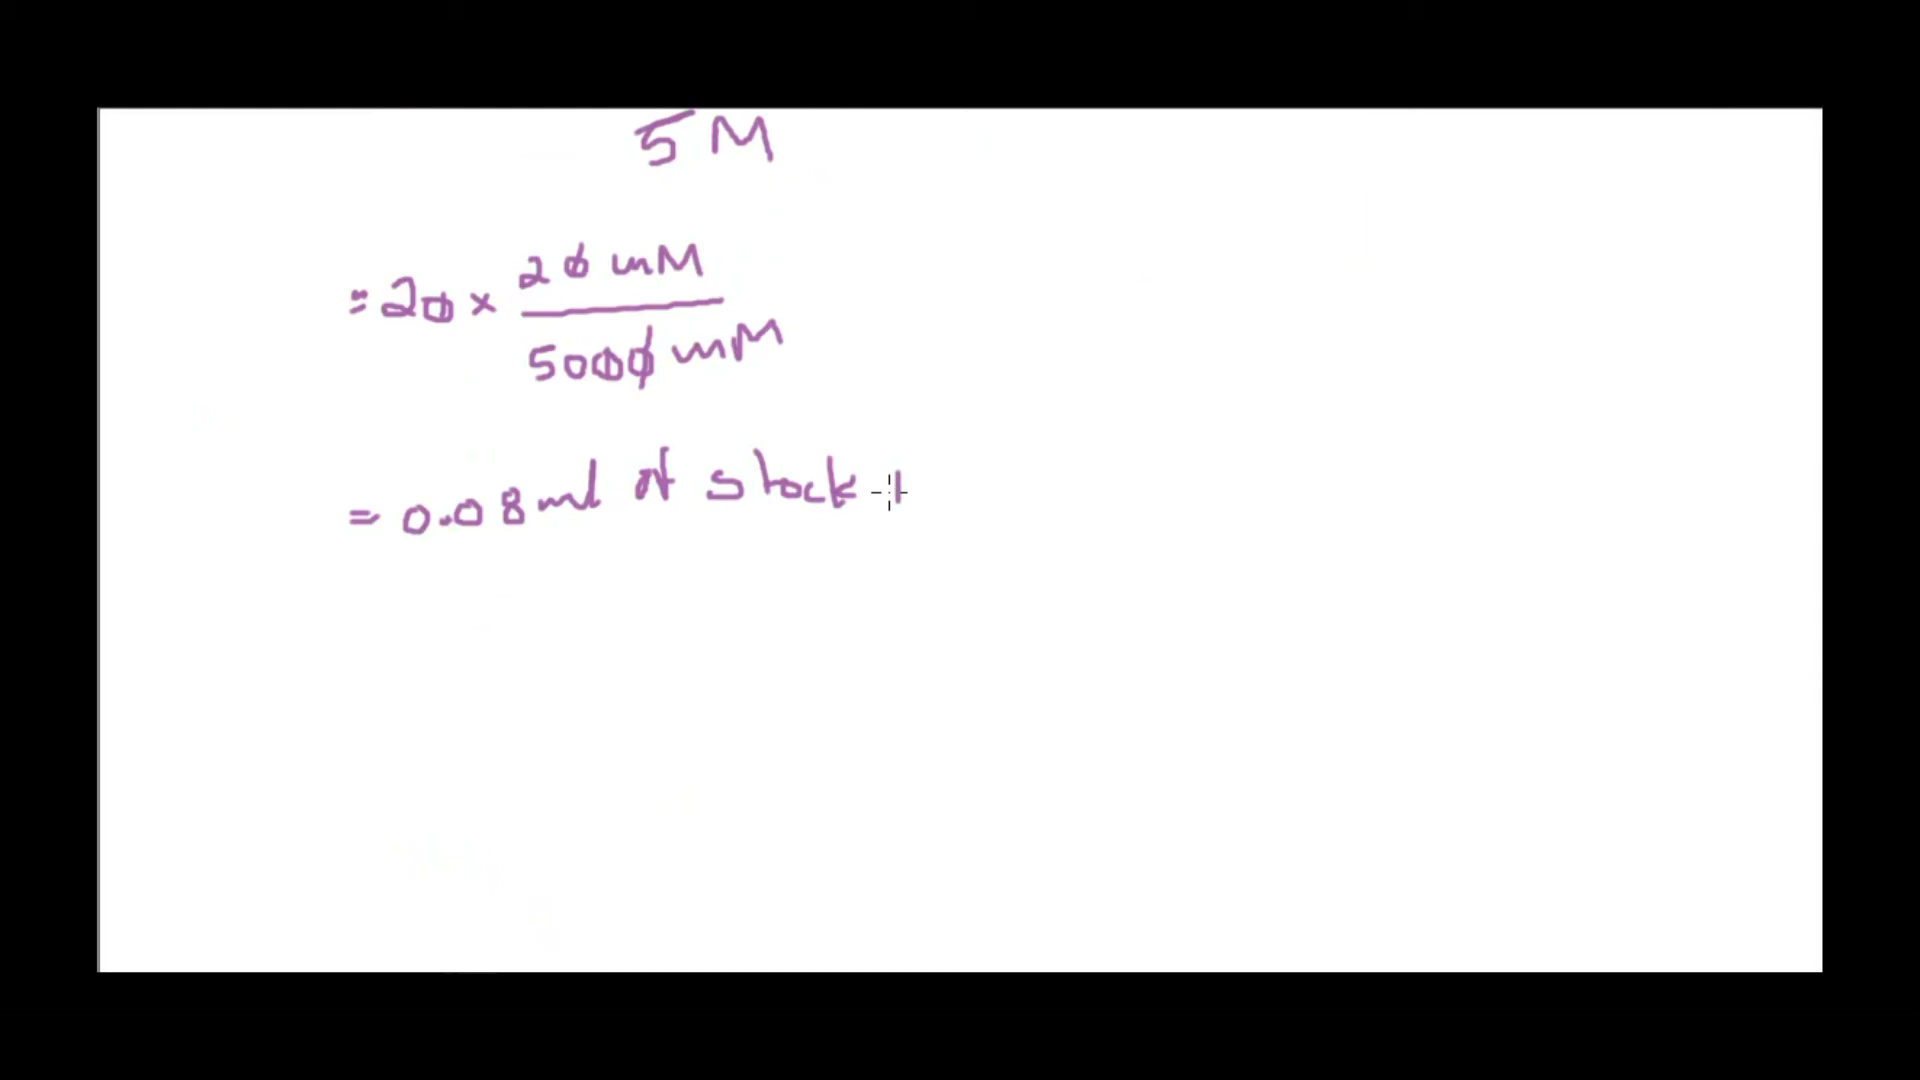 5 M
= 20 × 20 mM
5000 mM
= 0.08 ml of stock +